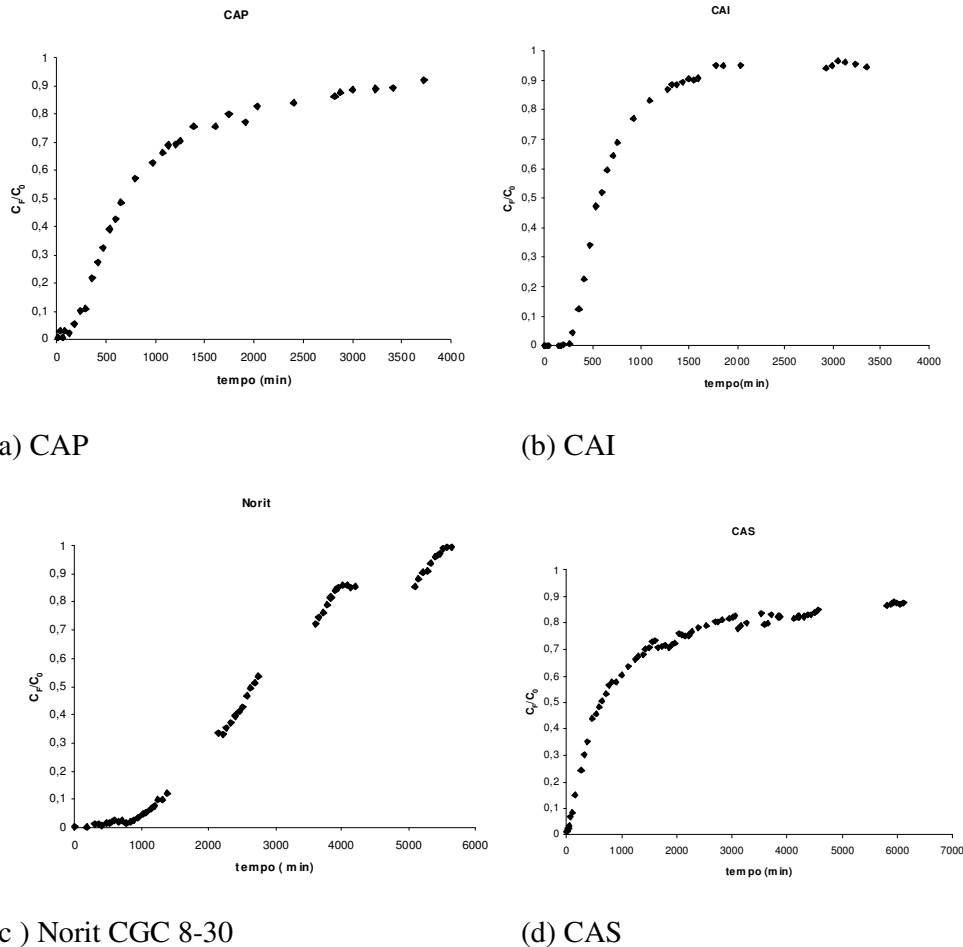 CAP
1
0,9
0,8
0,7
0,6
0,5
0,4
0,3
0,2
0,1
0
C_F/C_0
0 500 1000 1500 2000 2500 3000 3500 4000
tempo (min)
a) CAP
CAI
1
0,9
0,8
0,7
0,6
0,5
0,4
0,3
0,2
0,1
0
C_F/C_0
0 500 1000 1500 2000 2500 3000 3500 4000
tempo(min)
(b) CAI
Norit
1
0,9
0,8
0,7
0,6
0,5
0,4
0,3
0,2
0,1
0
C_F/C_0
0 1000 2000 3000 4000 5000 6000
tempo ( min)
c ) Norit CGC 8-30
CAS
1
0,9
0,8
0,7
0,6
0,5
0,4
0,3
0,2
0,1
0
C_F/C_0
0 1000 2000 3000 4000 5000 6000 7000
tempo (min)
(d) CAS